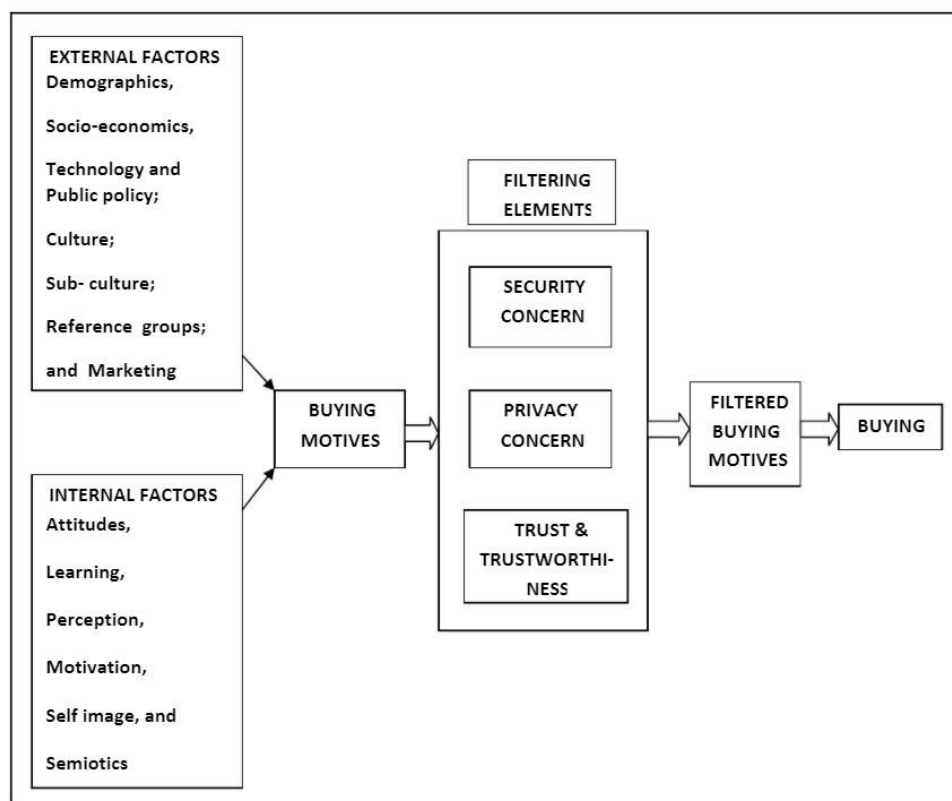 EXTERNAL FACTORS
Demographics,
Socio-economics,
Technology and
Public policy;
Culture;
Sub- culture;
Reference groups;
and Marketing
INTERNAL FACTORS
Attitudes,
Learning,
Perception,
Motivation,
Self image, and
Semiotics
BUYING
MOTIVES
FILTERING
ELEMENTS
SECURITY
CONCERN
PRIVACY
CONCERN
TRUST &
TRUSTWORTHI-
NESS
FILTERED
BUYING
MOTIVES
BUYING